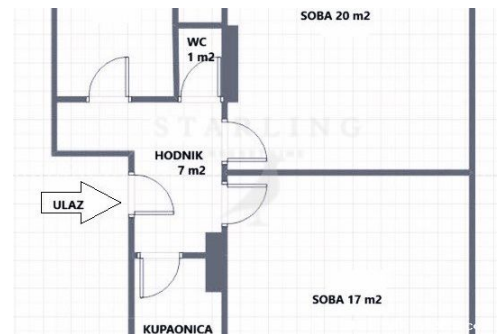 SOBA 20 m2
WC
1 m2
STARLING
HODNIK
7 m2
ULAZ
SOBA 17 m2
KUPAONICA